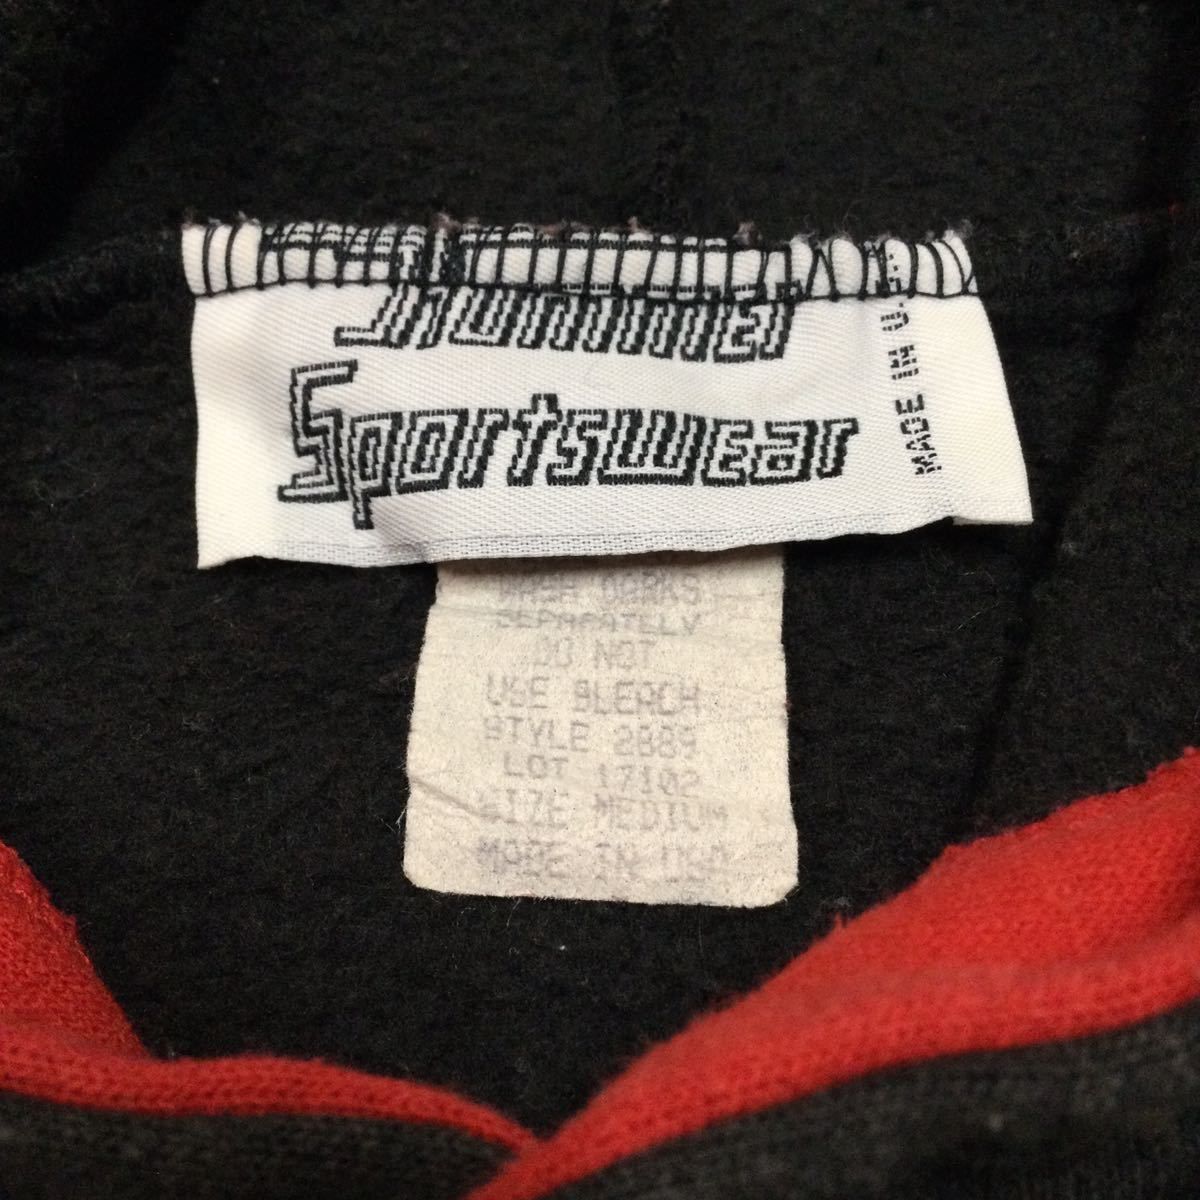 Sportswear
MADE IN U.S.
WASH DARKS
SEPARATELY
DO NOT
USE BLEACH
STYLE 2889
LOT 17102
SIZE MEDIUM
MADE IN USA